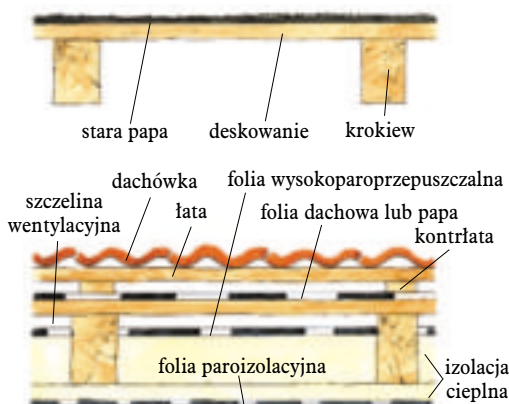 stara papa
deskowanie
krokiew
dachówka
folia wysokoparoprzepuszczalna
szczelina
wentylacyjna
łata
folia dachowa lub papa
kontrłata
folia paroizolacyjna
izolacja
cieplna